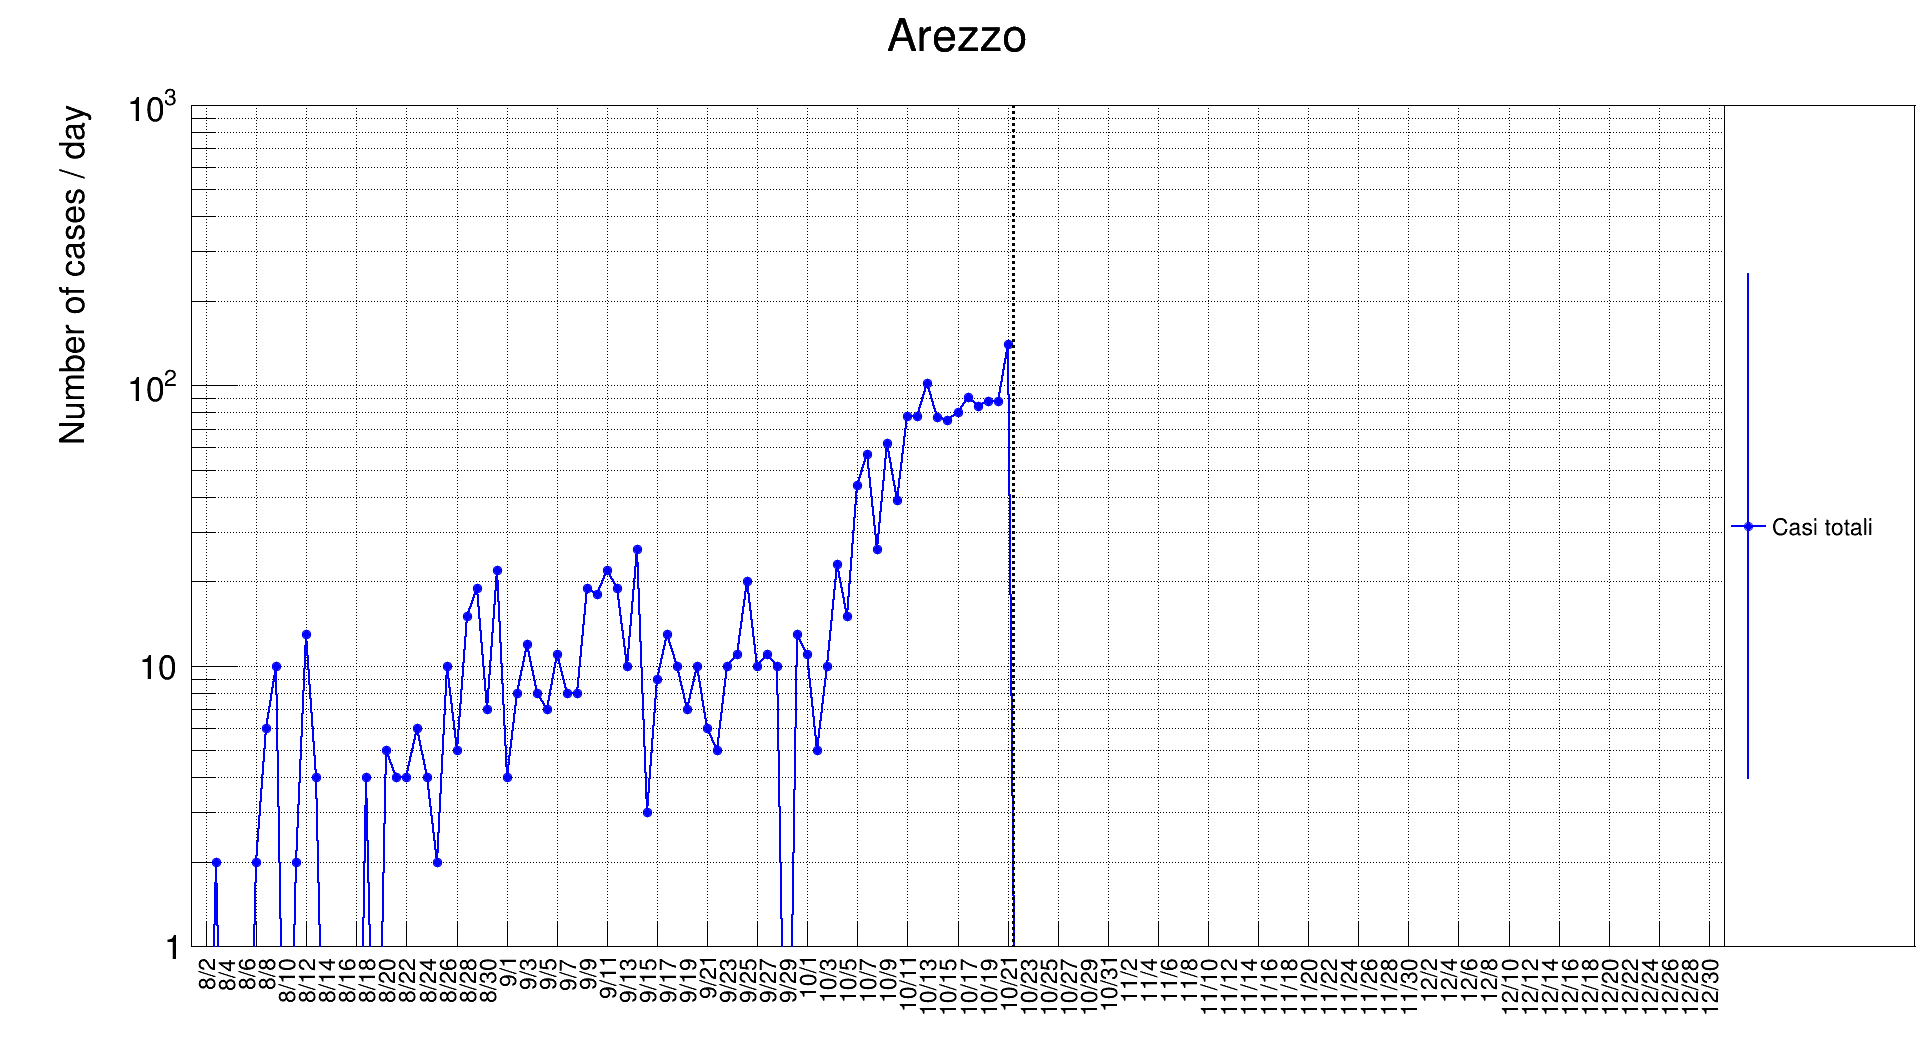 Arezzo
Number of cases / day
10³
10²
10
1
8/2 8/4 8/6 8/8 8/10 8/12 8/14 8/16 8/18 8/20 8/22 8/24 8/26 8/28 8/30 9/1 9/3 9/5 9/7 9/9 9/11 9/13 9/15 9/17 9/19 9/21 9/23 9/25 9/27 9/29 10/1 10/3 10/5 10/7 10/9 10/11 10/13 10/15 10/17 10/19 10/21 10/23 10/25 10/27 10/29 10/31 11/2 11/4 11/6 11/8 11/10 11/12 11/14 11/16 11/18 11/20 11/22 11/24 11/26 11/28 11/30 12/2 12/4 12/6 12/8 12/10 12/12 12/14 12/16 12/18 12/20 12/22 12/24 12/26 12/28 12/30
Casi totali